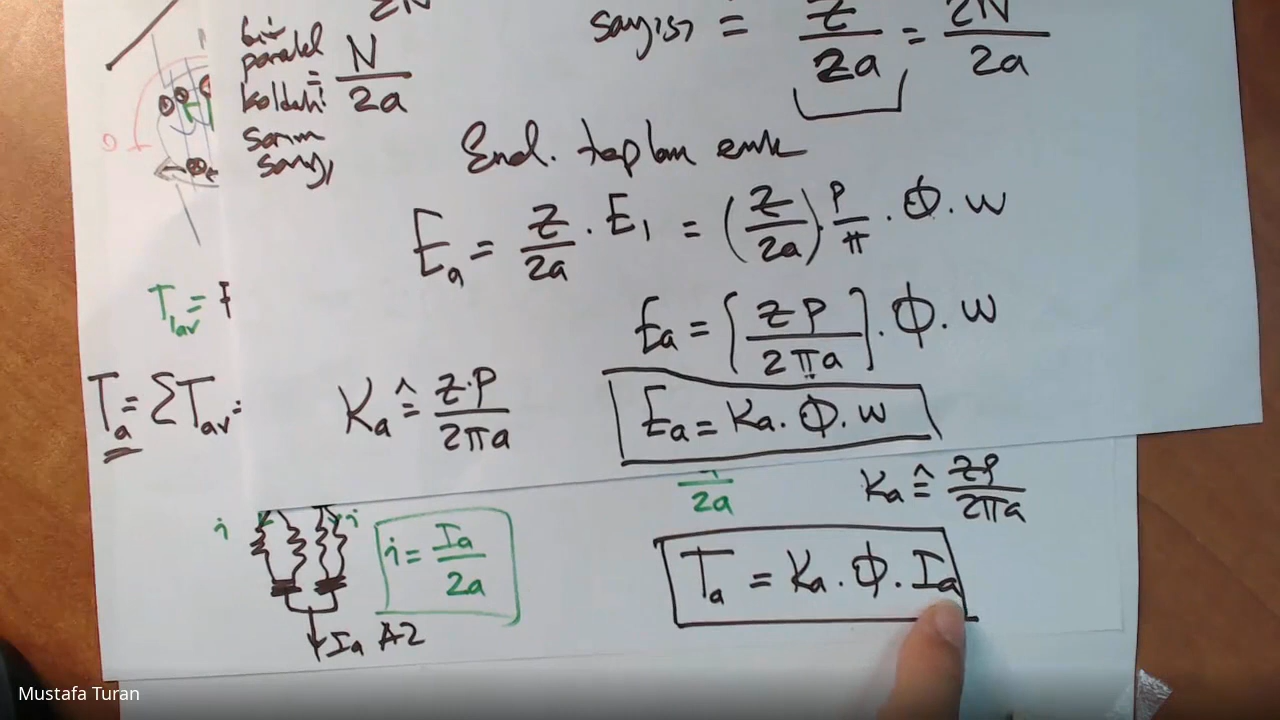 2N
bir
paralel
koldaki
sarım
sayısı
= N/2a
sayısı = Z/2a = 2N/2a
End. toplam emk
Ea = Z/2a . E1 = (Z/2a) . P/π . Φ . w
Ea = [ZP/2πa] . Φ . w
Ka ≙ Z.P/2πa
Ea = Ka . Φ . w
T1av =
Ta = ΣTav =
2a
Ka ≙ ZP/2πa
i
i
i = Ia/2a
Ta = Ka . Φ . Ia
Ia A2
Mustafa Turan